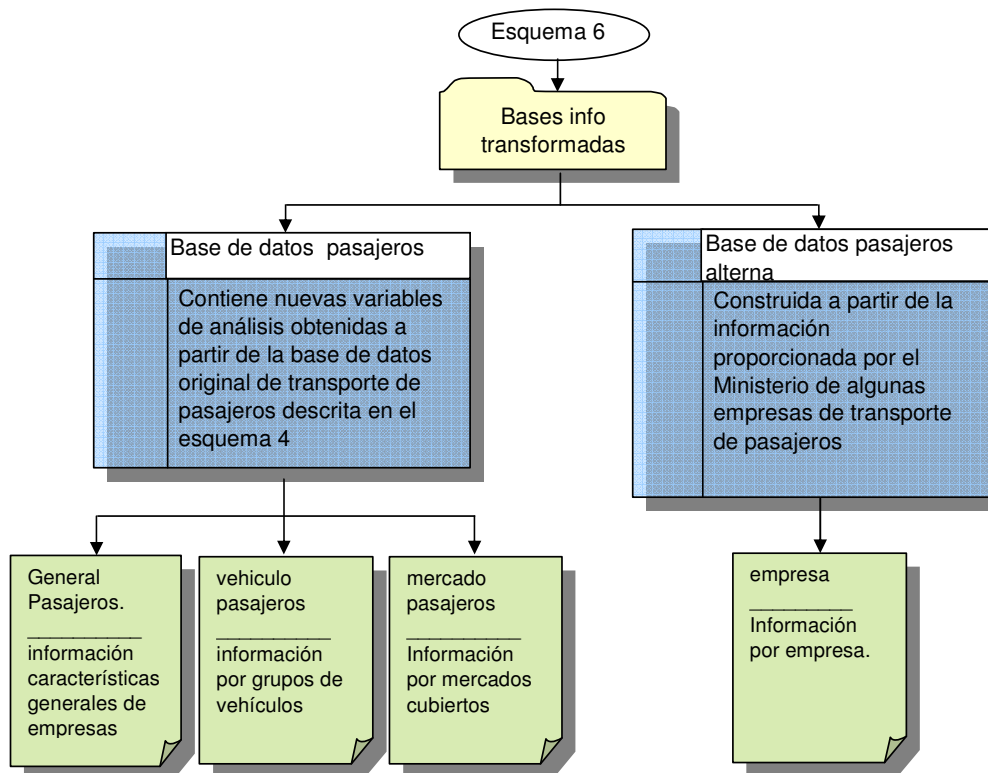 Esquema 6
Bases info
transformadas
Base de datos pasajeros
Contiene nuevas variables
de análisis obtenidas a
partir de la base de datos
original de transporte de
pasajeros descrita en el
esquema 4
Base de datos pasajeros
alterna
Construida a partir de la
información
proporcionada por el
Ministerio de algunas
empresas de transporte
de pasajeros
General
Pasajeros.
__________
información
características
generales de
empresas
vehiculo
pasajeros
__________
información
por grupos de
vehículos
mercado
pasajeros
__________
Información
por mercados
cubiertos
empresa
_________
Información
por empresa.